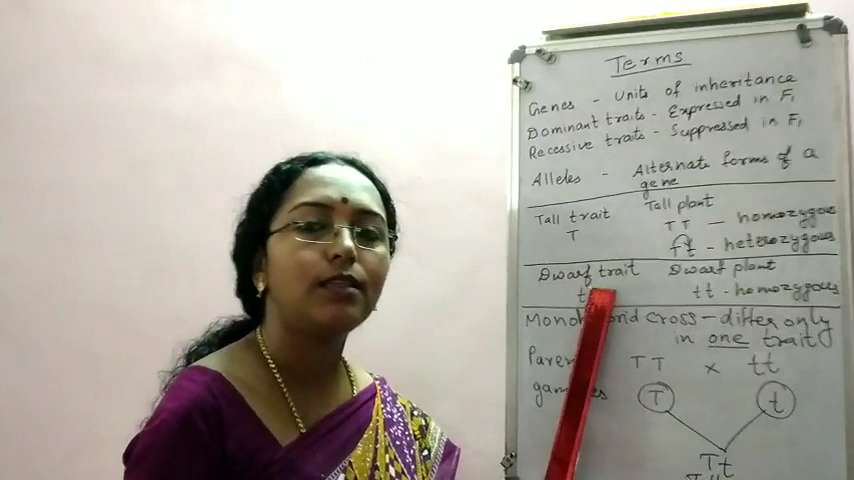 Terms
Genes - Units of inheritance
Dominant traits - Expressed in F1
Recessive traits - Suppressed in F1
Alleles - Alternate forms of a
gene
Tall trait Tall plant
T TT - homozygous
Tt - heterozygous
Dwarf trait Dwarf plant
t tt - homozygous
cross - differ only
in one trait
TT × tt
T t
Tt